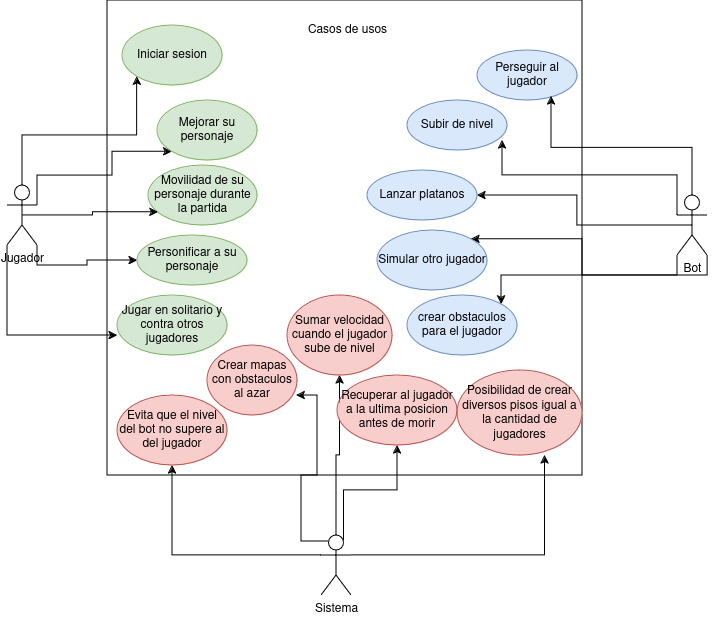 Casos de usos
Iniciar sesion
Perseguir al
jugador
Mejorar su
personaje
Subir de nivel
Movilidad de su
personaje durante
la partida
Lanzar platanos
Jugador
Personificar a su
personaje
Simular otro jugador
Bot
Jugar en solitario y
contra otros
jugadores
Sumar velocidad
cuando el jugador
sube de nivel
crear obstaculos
para el jugador
Crear mapas
con obstaculos
al azar
Evita que el nivel
del bot no supere al
del jugador
Recuperar al jugador
a la ultima posicion
antes de morir
Posibilidad de crear
diversos pisos igual a
la cantidad de
jugadores
Sistema